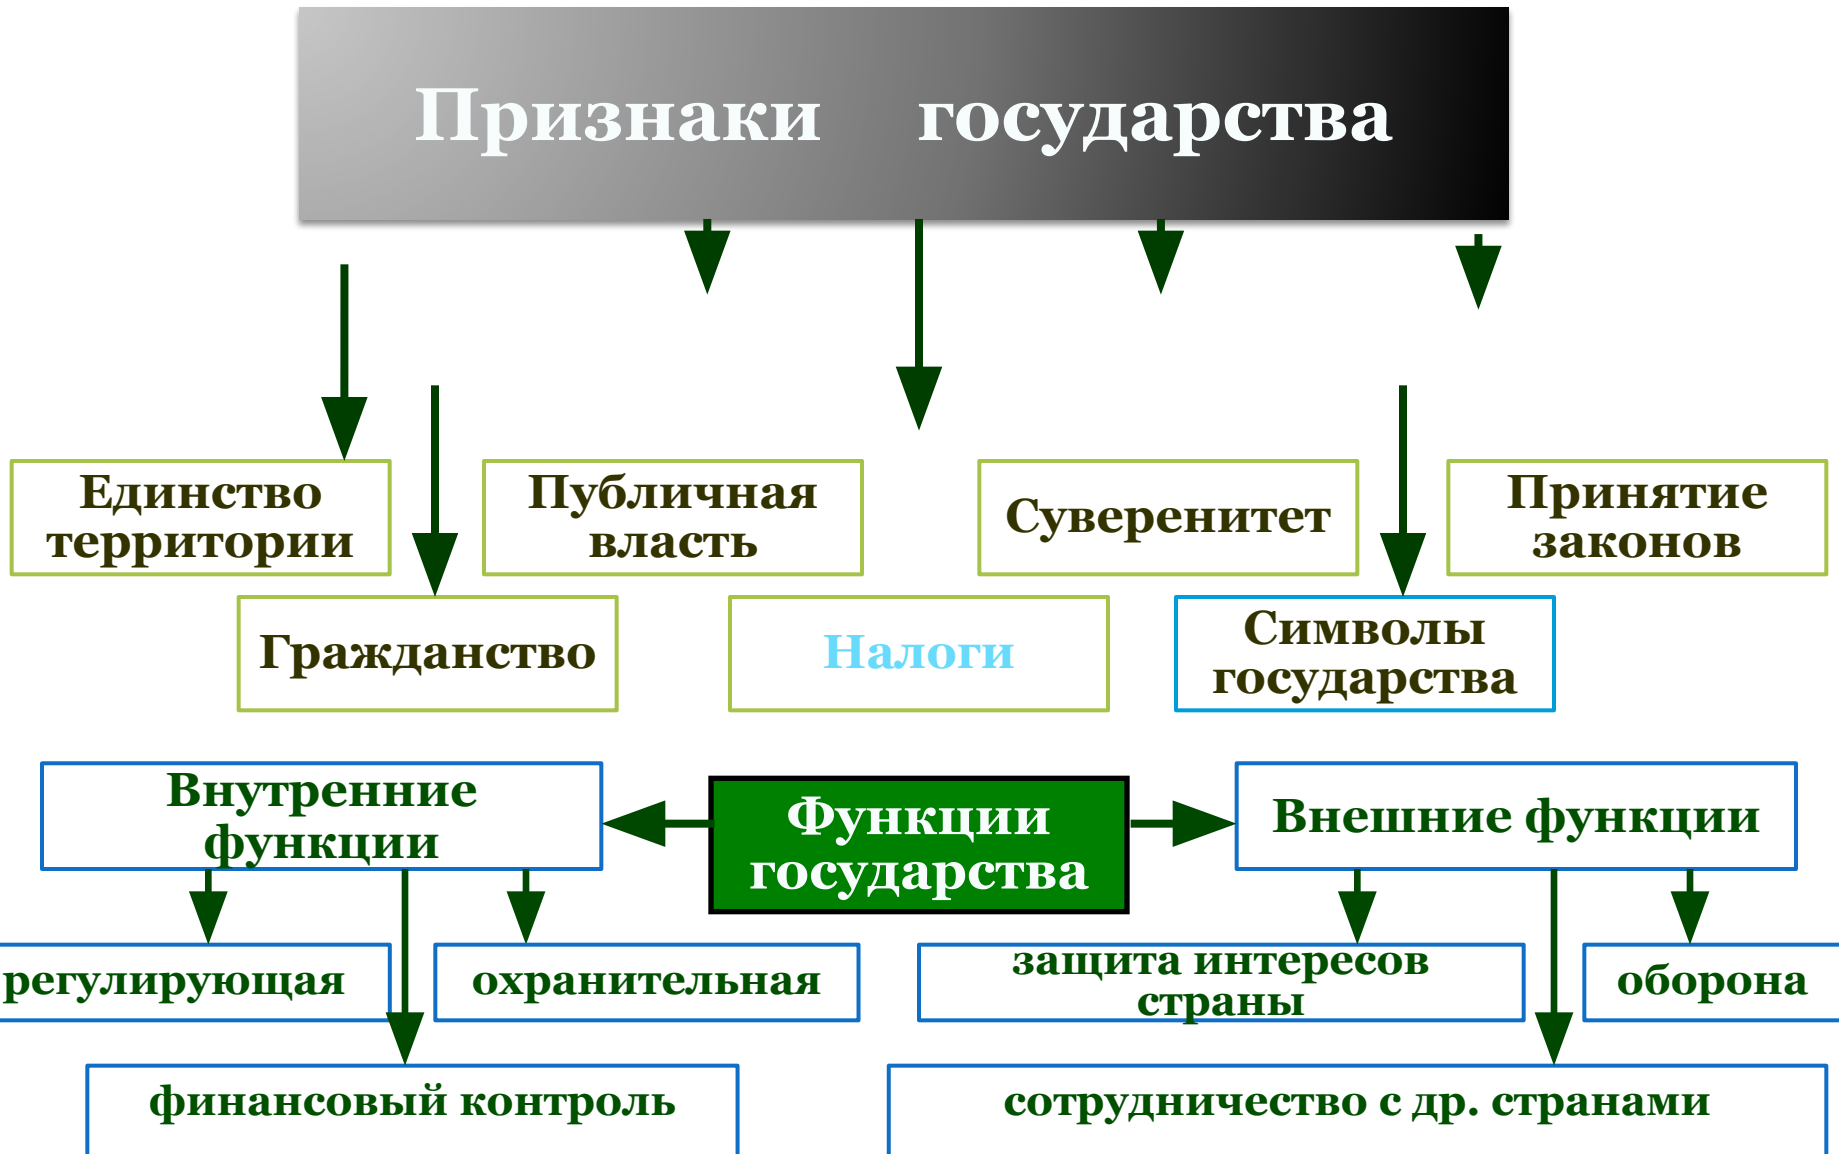 Признаки государства
Единство
территории
Публичная
власть
Суверенитет
Принятие
законов
Гражданство
Налоги
Символы
государства
Внутренние
функции
Функции
государства
Внешние функции
регулирующая
охранительная
защита интересов
страны
оборона
финансовый контроль
сотрудничество с др. странами